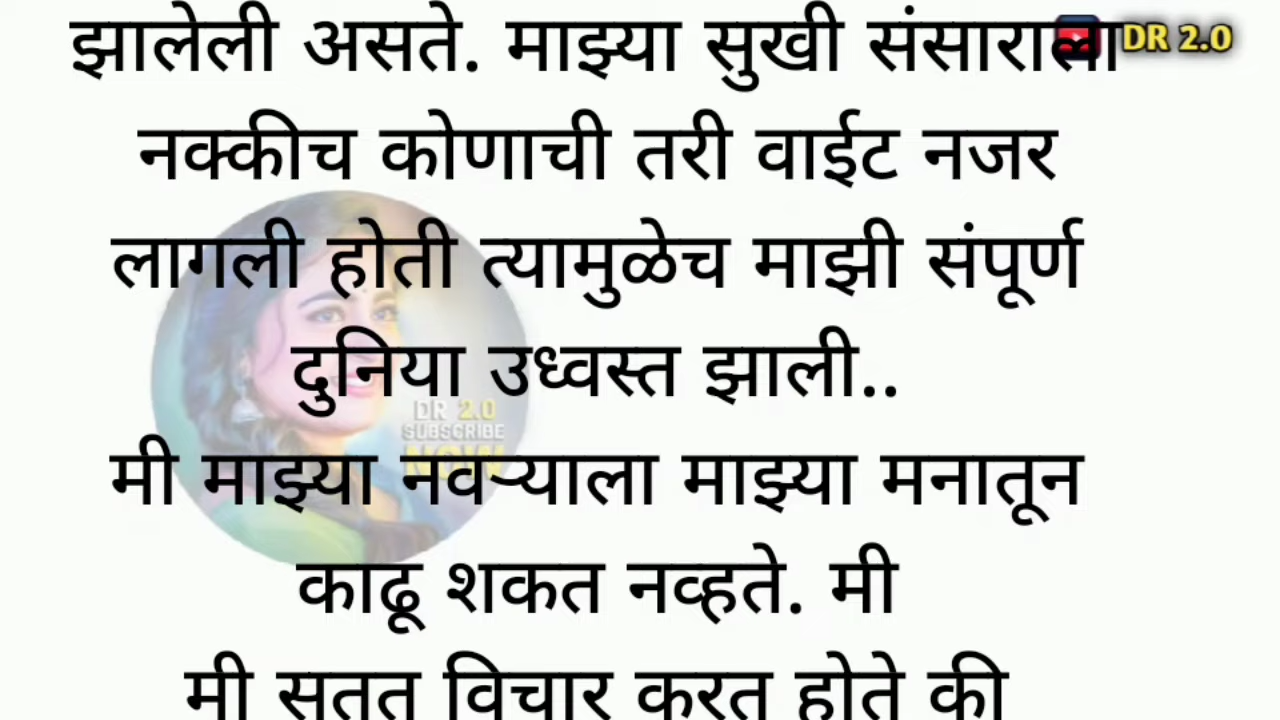 झालेली असते. माझ्या सुखी संसाराला
DR 2.0
नक्कीच कोणाची तरी वाईट नजर
लागली होती त्यामुळेच माझी संपूर्ण
दुनिया उध्वस्त झाली..
DR 2.0
SUBSCRIBE
NOW
मी माझ्या नवऱ्याला माझ्या मनातून
काढू शकत नव्हते. मी
मी सतत विचार करत होते की